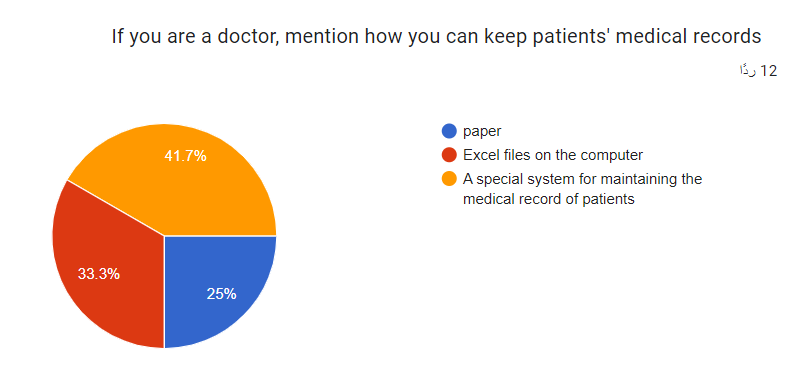 If you are a doctor, mention how you can keep patients' medical records
12 ردًا
paper
Excel files on the computer
A special system for maintaining the
medical record of patients
41.7%
33.3%
25%